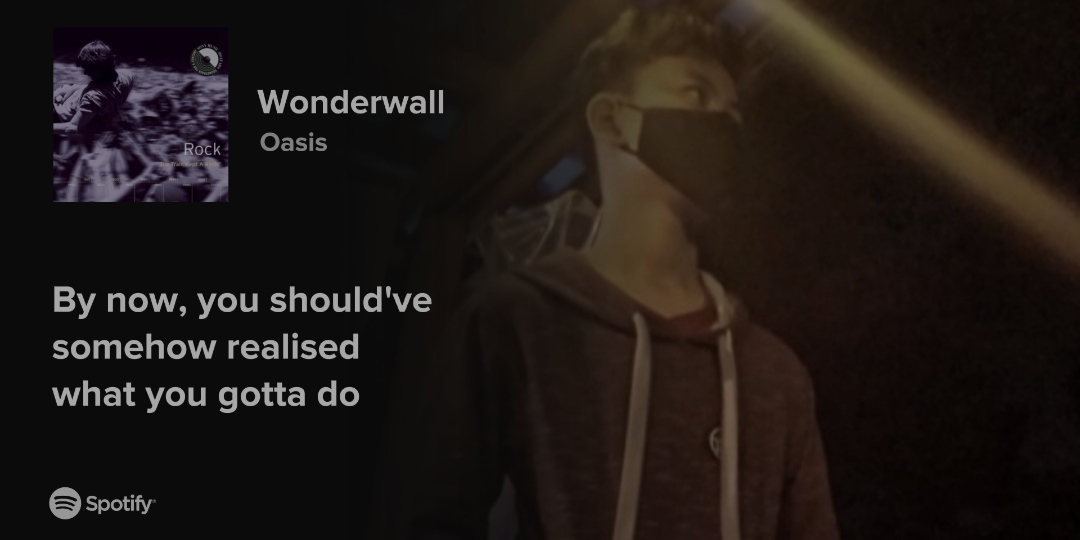 Rock
Wonderwall
Oasis
By now, you should've
somehow realised
what you gotta do
Spotify